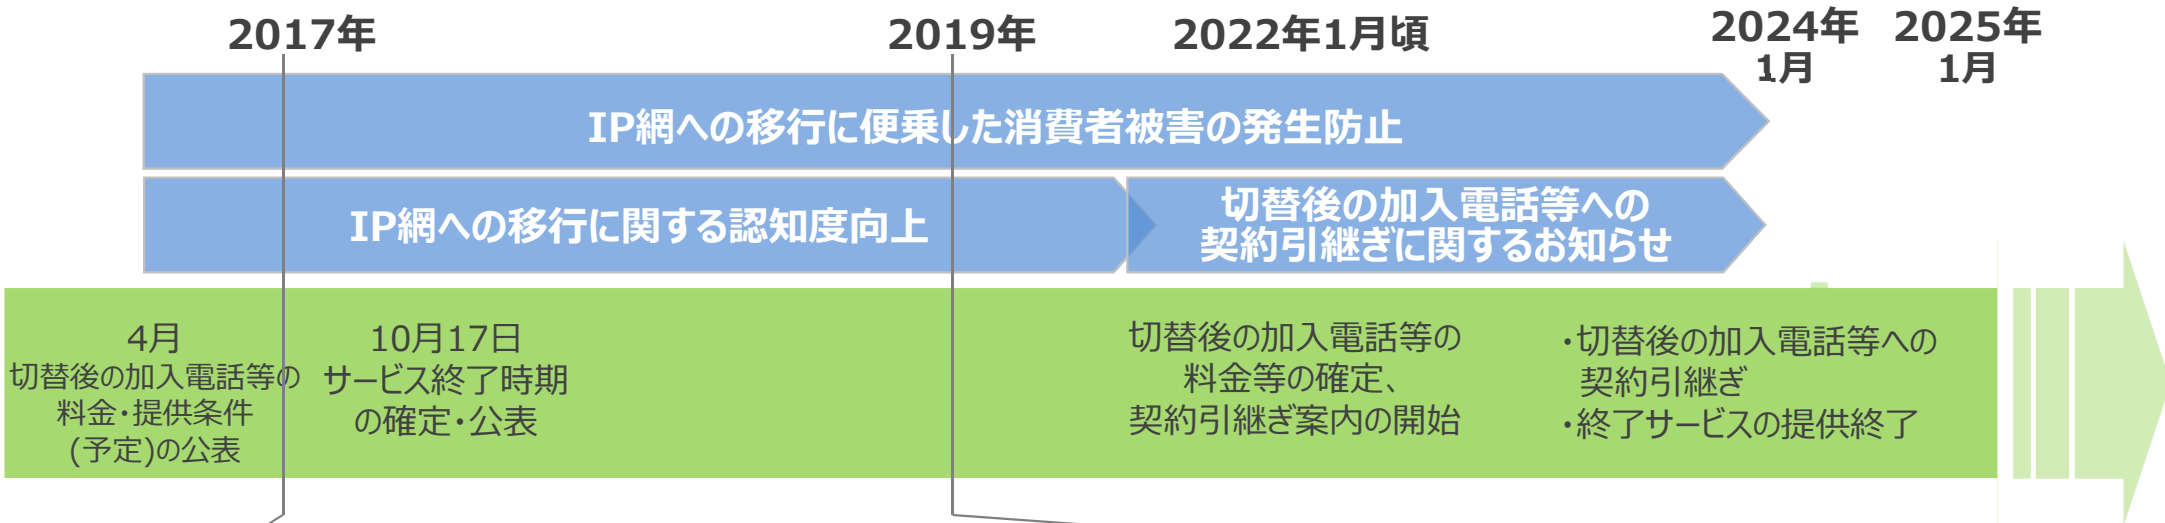 2017年
2019年
2022年1月頃
2024年
1月
2025年
1月
IP網への移行に便乗した消費者被害の発生防止
IP網への移行に関する認知度向上
切替後の加入電話等への
契約引継ぎに関するお知らせ
4月
切替後の加入電話等の
料金・提供条件
(予定)の公表
10月17日
サービス終了時期
の確定・公表
切替後の加入電話等の
料金等の確定、
契約引継ぎ案内の開始
・切替後の加入電話等への
契約引継ぎ
・終了サービスの提供終了